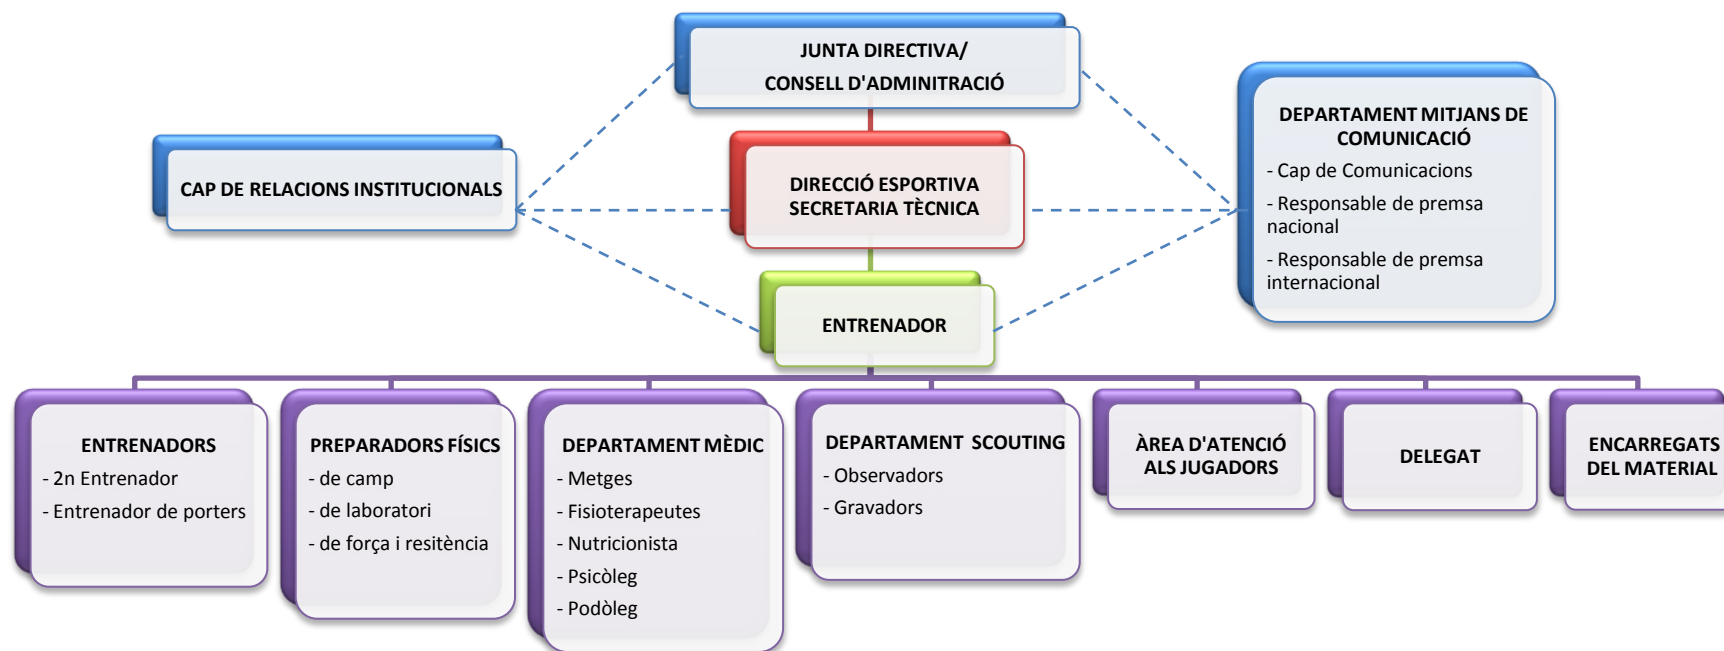 JUNTA DIRECTIVA/
CONSELL D'ADMINITRACIÓ
DEPARTAMENT MITJANS DE
COMUNICACIÓ
- Cap de Comunicacions
- Responsable de premsa
nacional
- Responsable de premsa
internacional
CAP DE RELACIONS INSTITUCIONALS
DIRECCIÓ ESPORTIVA
SECRETARIA TÈCNICA
ENTRENADOR
ENTRENADORS
- 2n Entrenador
- Entrenador de porters
PREPARADORS FÍSICS
- de camp
- de laboratori
- de força i resitència
DEPARTAMENT MÈDIC
- Metges
- Fisioterapeutes
- Nutricionista
- Psicòleg
- Podòleg
DEPARTAMENT SCOUTING
- Observadors
- Gravadors
ÀREA D'ATENCIÓ
ALS JUGADORS
DELEGAT
ENCARREGATS
DEL MATERIAL